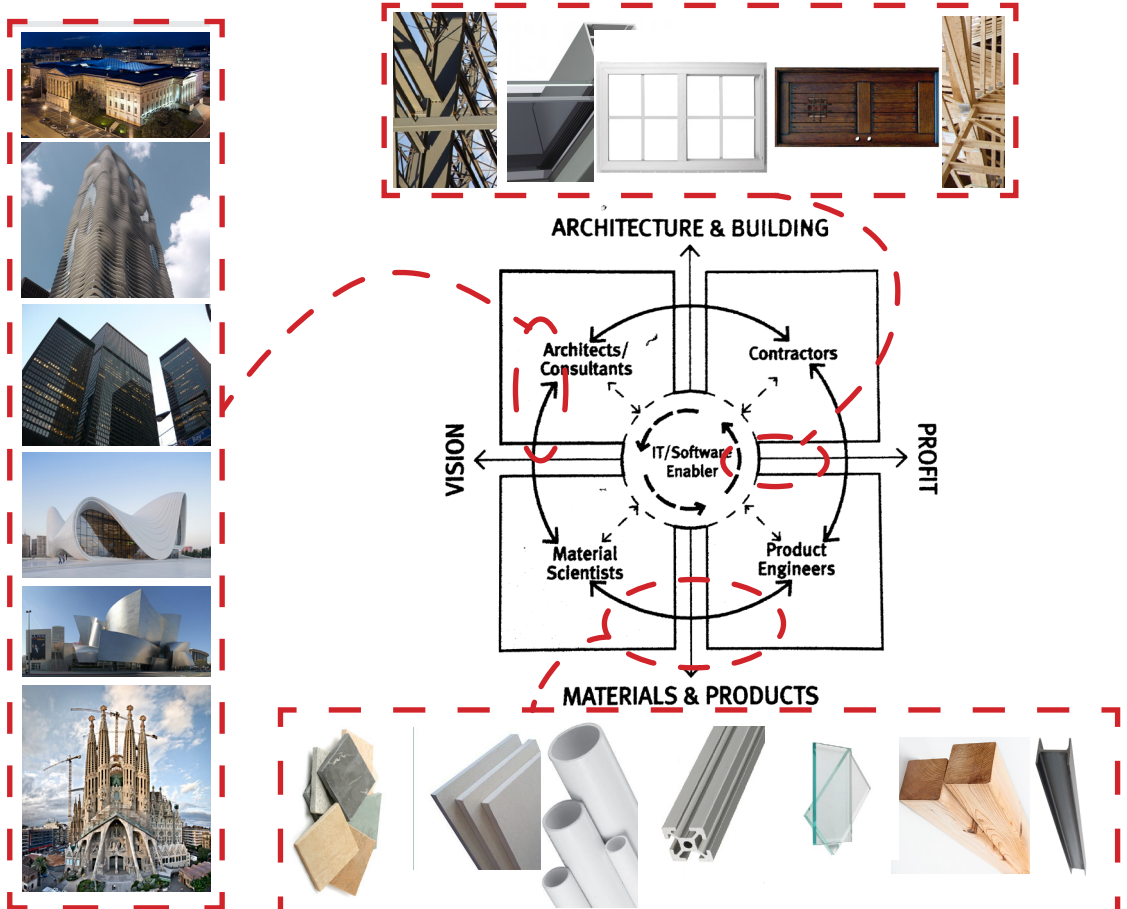 ARCHITECTURE & BUILDING
Architects/
Consultants
Contractors
VISION
IT/Software
Enabler
PROFIT
Material
Scientists
Product
Engineers
MATERIALS & PRODUCTS